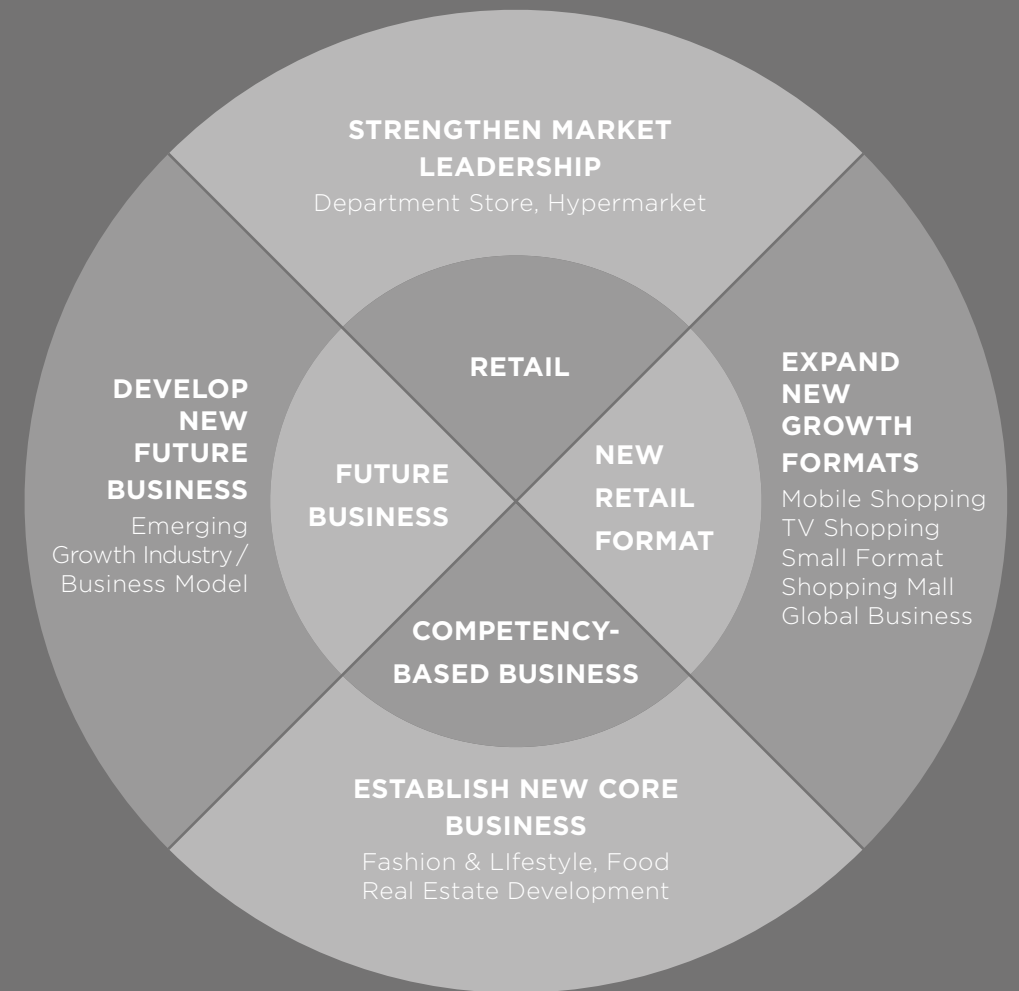 STRENGTHEN MARKET
LEADERSHIP
Department Store, Hypermarket
RETAIL
DEVELOP
NEW
FUTURE
BUSINESS
Emerging
Growth Industry /
Business Model
FUTURE
BUSINESS
NEW
RETAIL
FORMAT
EXPAND
NEW
GROWTH
FORMATS
Mobile Shopping
TV Shopping
Small Format
Shopping Mall
Global Business
COMPETENCY-
BASED BUSINESS
ESTABLISH NEW CORE
BUSINESS
Fashion & LIfestyle, Food
Real Estate Development